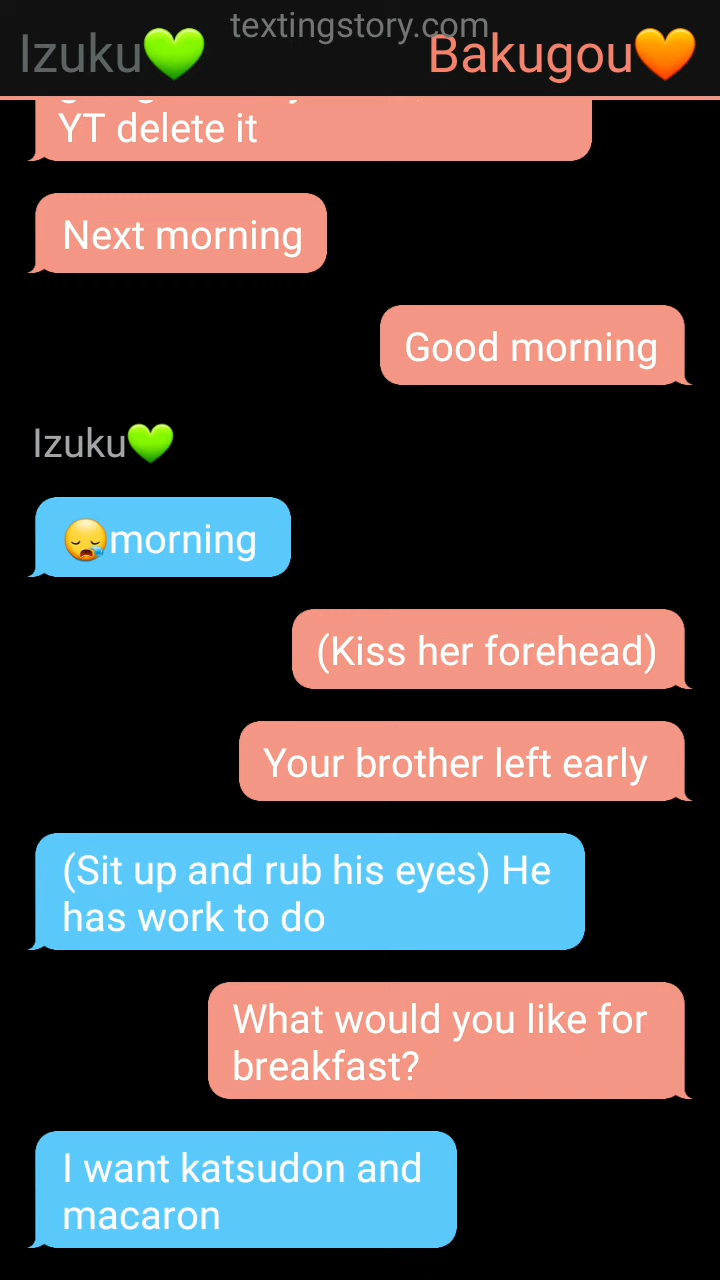 textingstory.com
Izuku💚
Bakugou🧡
YT delete it
Next morning
Good morning
Izuku💚
😪morning
(Kiss her forehead)
Your brother left early
(Sit up and rub his eyes) He
has work to do
What would you like for
breakfast?
I want katsudon and
macaron